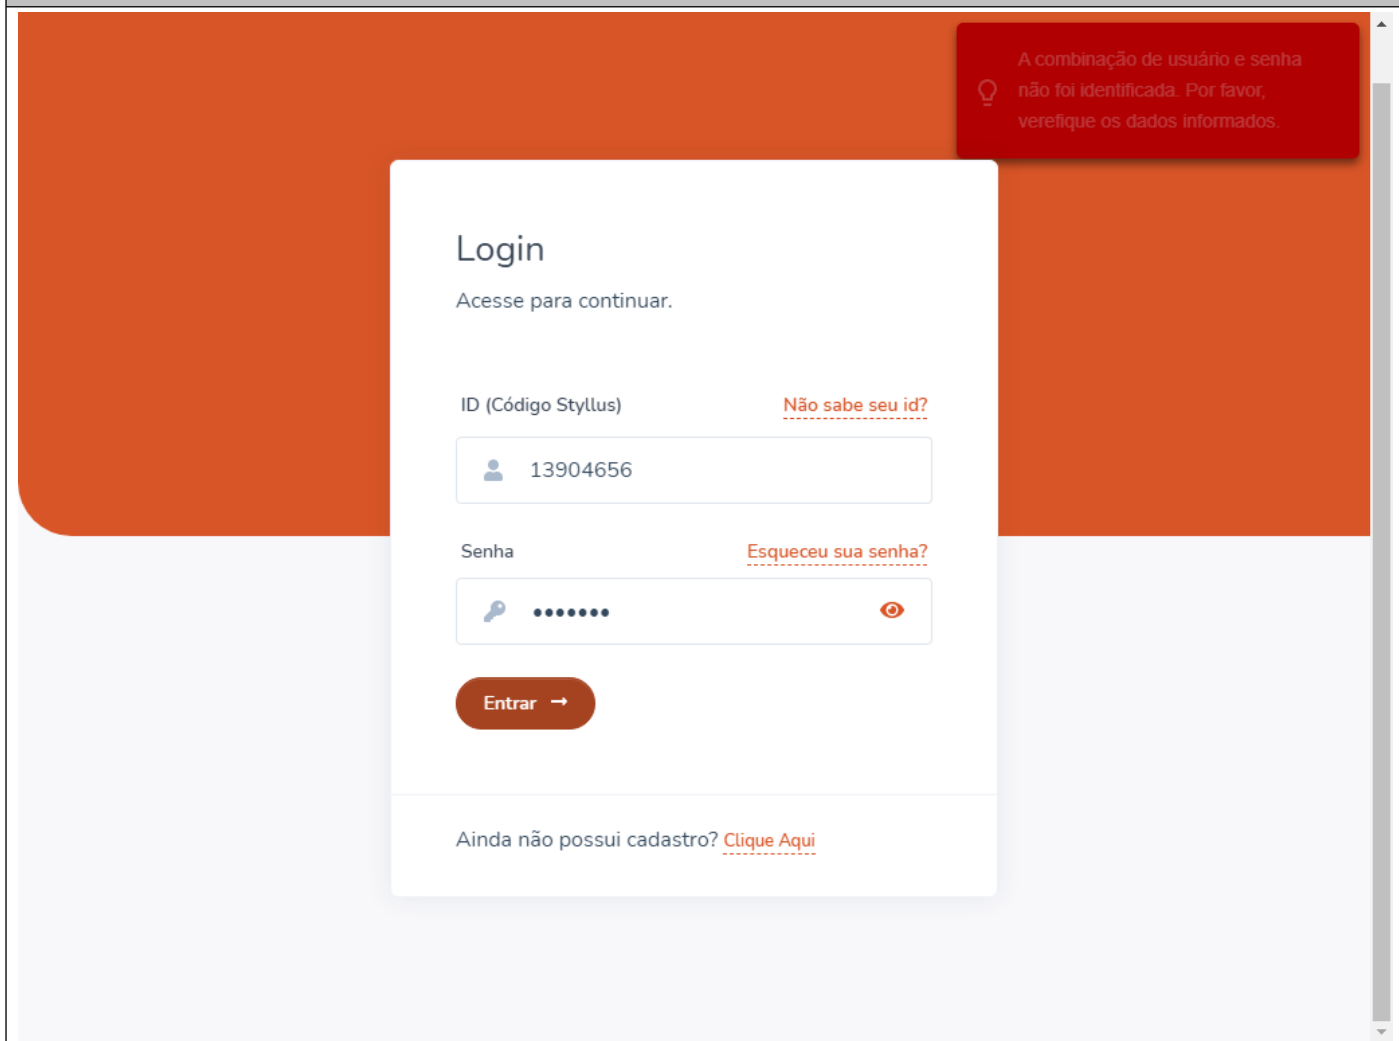 A combinação de usuário e senha
não foi identificada. Por favor,
verefique os dados informados.
Login
Acesse para continuar.
ID (Código Styllus)
Não sabe seu id?
13904656
Senha
Esqueceu sua senha?
•••••••
Entrar →
Ainda não possui cadastro? Clique Aqui